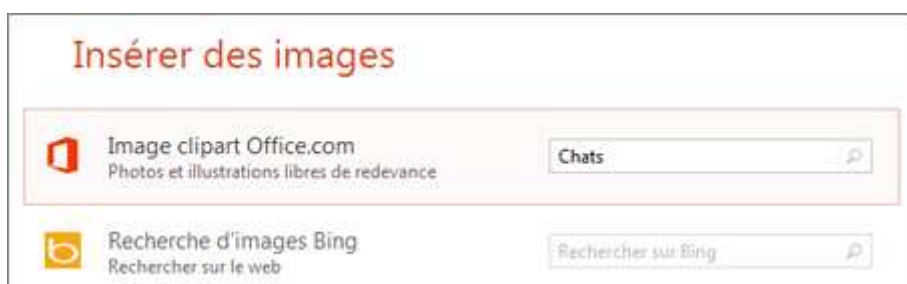 Insérer des images
Image clipart Office.com
Photos et illustrations libres de redevance
Chats
Recherche d'images Bing
Rechercher sur le web
Rechercher sur Bing